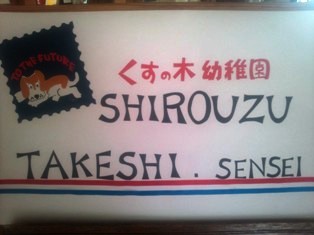 TO THE FUTURE
くすの木 幼稚園
SHIROUZU
TAKESHI . SENSEI